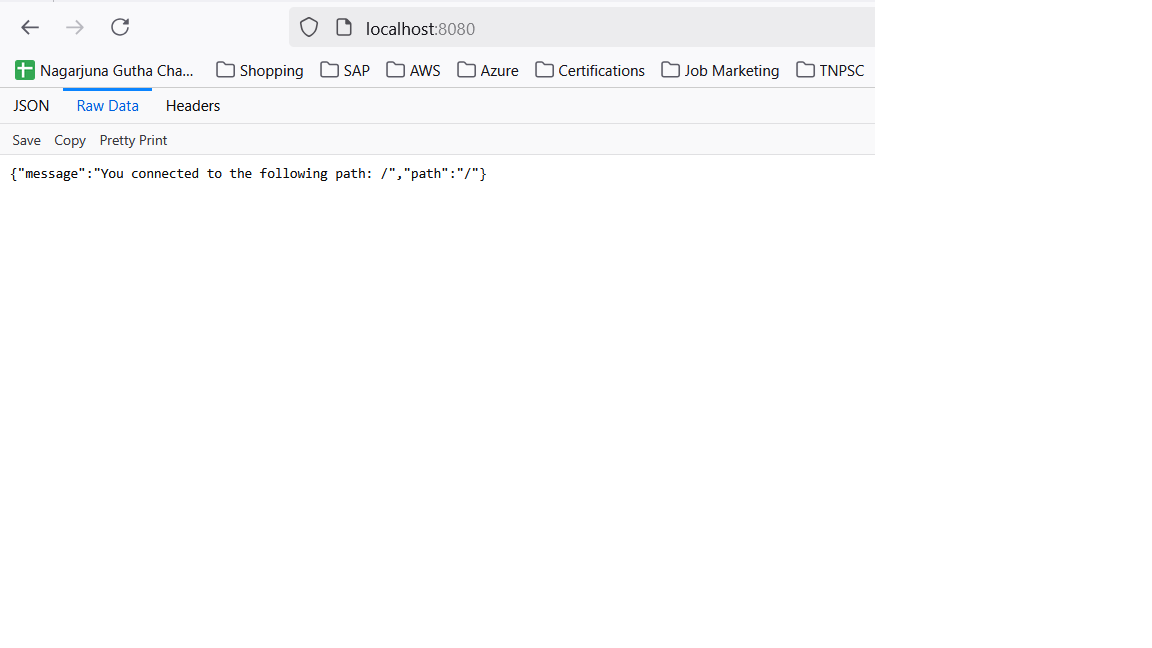 localhost:8080
Nagarjuna Gutha Cha... Shopping SAP AWS Azure Certifications Job Marketing TNPSC
JSON Raw Data Headers
Save Copy Pretty Print
{"message":"You connected to the following path: /","path":"/"}